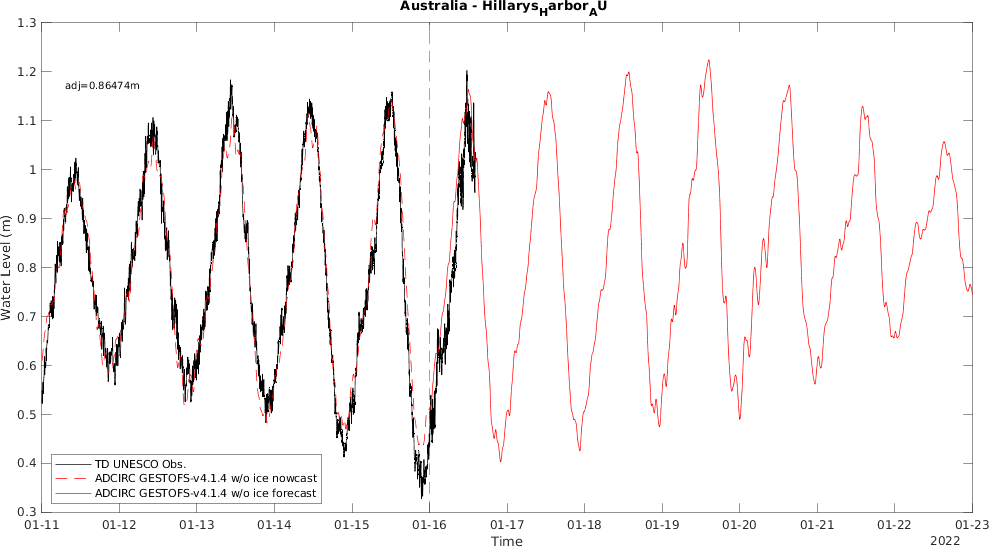 Australia - HillarysHarborAU
1.3
1.2
1.1
1
0.9
0.8
0.7
0.6
0.5
0.4
0.3
Water Level (m)
adj=0.86474m
TD UNESCO Obs.
ADCIRC GESTOFS-v4.1.4 w/o ice nowcast
ADCIRC GESTOFS-v4.1.4 w/o ice forecast
01-11 01-12 01-13 01-14 01-15 01-16 01-17 01-18 01-19 01-20 01-21 01-22 01-23
Time
2022